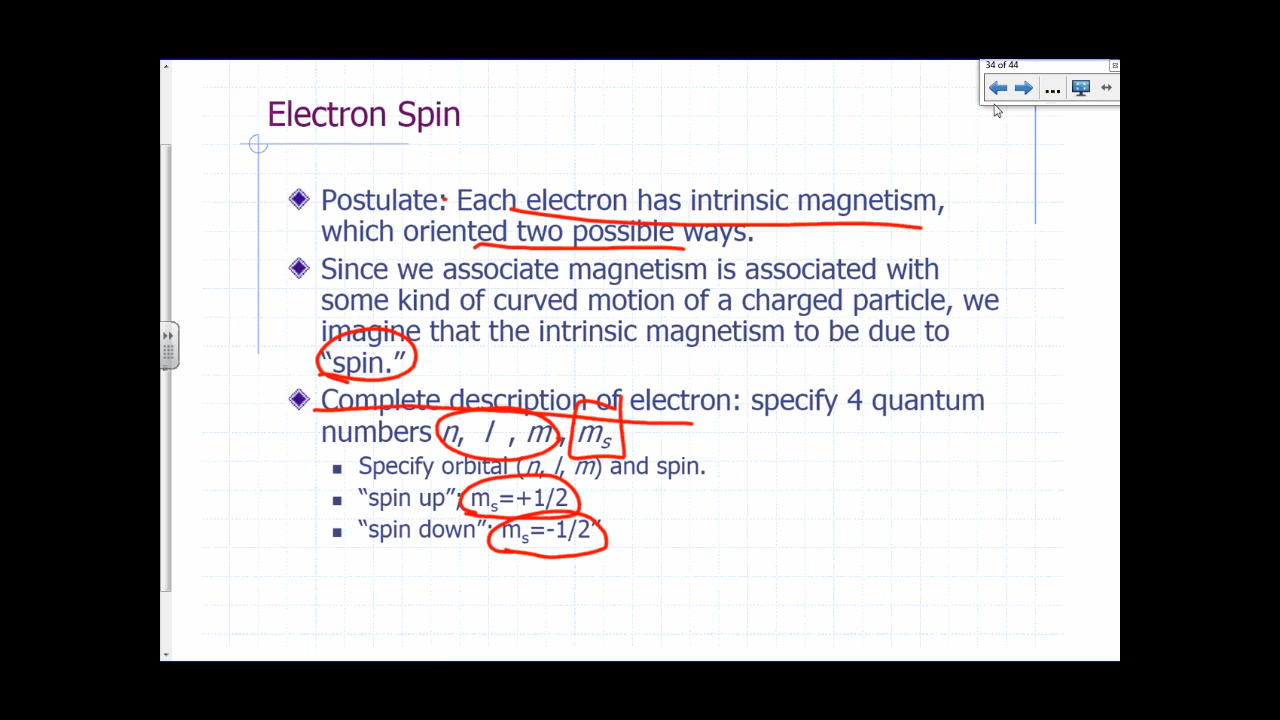 34 of 44
Electron Spin
Postulate: Each electron has intrinsic magnetism,
which oriented two possible ways.
Since we associate magnetism is associated with
some kind of curved motion of a charged particle, we
imagine that the intrinsic magnetism to be due to
“spin.”
Complete description of electron: specify 4 quantum
numbers n, l , m, ms
Specify orbital (n, l, m) and spin.
“spin up”; ms=+1/2
“spin down”: ms=-1/2”